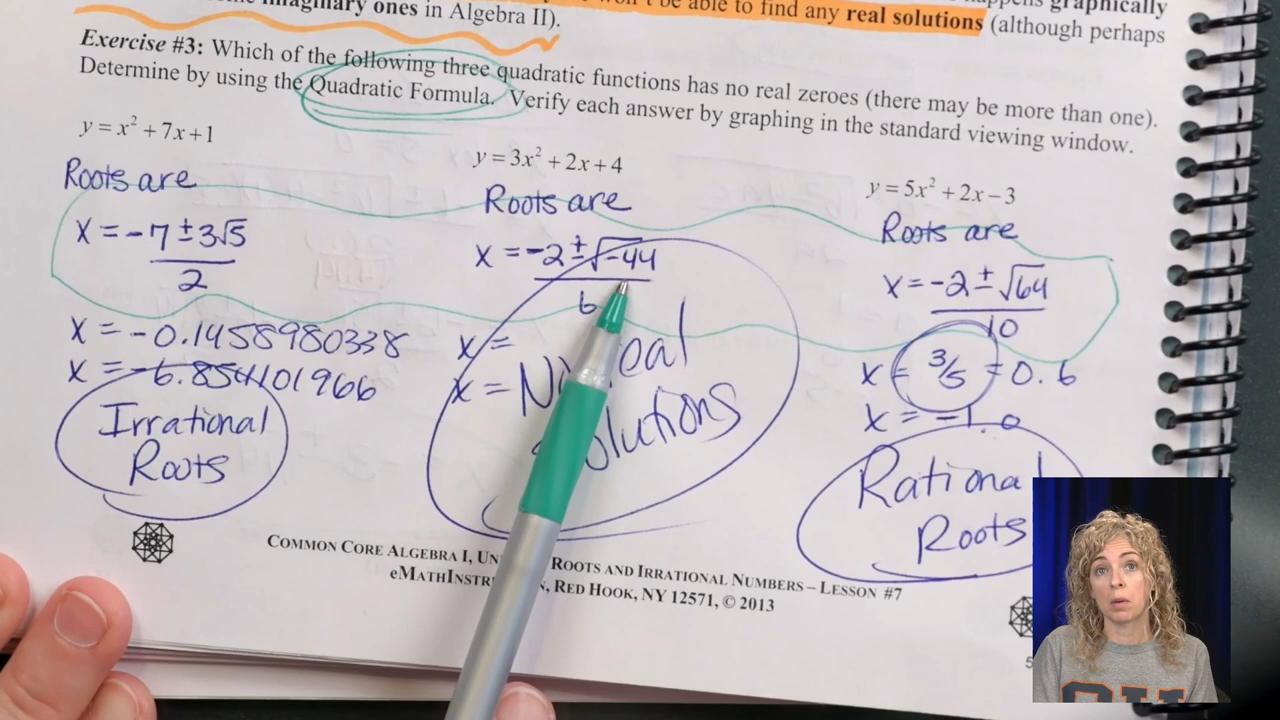 imaginary ones in Algebra II).
be able to find any real solutions (although perhaps
graphically
Exercise #3: Which of the following three quadratic functions has no real zeroes (there may be more than one).
Determine by using the Quadratic Formula. Verify each answer by graphing in the standard viewing window.
y = x² + 7x + 1
Roots are
x = -7 ± 3√5
2
x = -0.1458980338
x = -6.854101966
Irrational
Roots
y = 3x² + 2x + 4
Roots are
x = -2 ± √-44
6
x =
x = No Real
Solutions
y = 5x² + 2x - 3
Roots are
x = -2 ± √64
10
x = 3/5 = 0.6
x = -1.0
Rational
Roots
COMMON CORE ALGEBRA I, ROOTS AND IRRATIONAL NUMBERS – LESSON #7
RED HOOK, NY 12571, © 2013